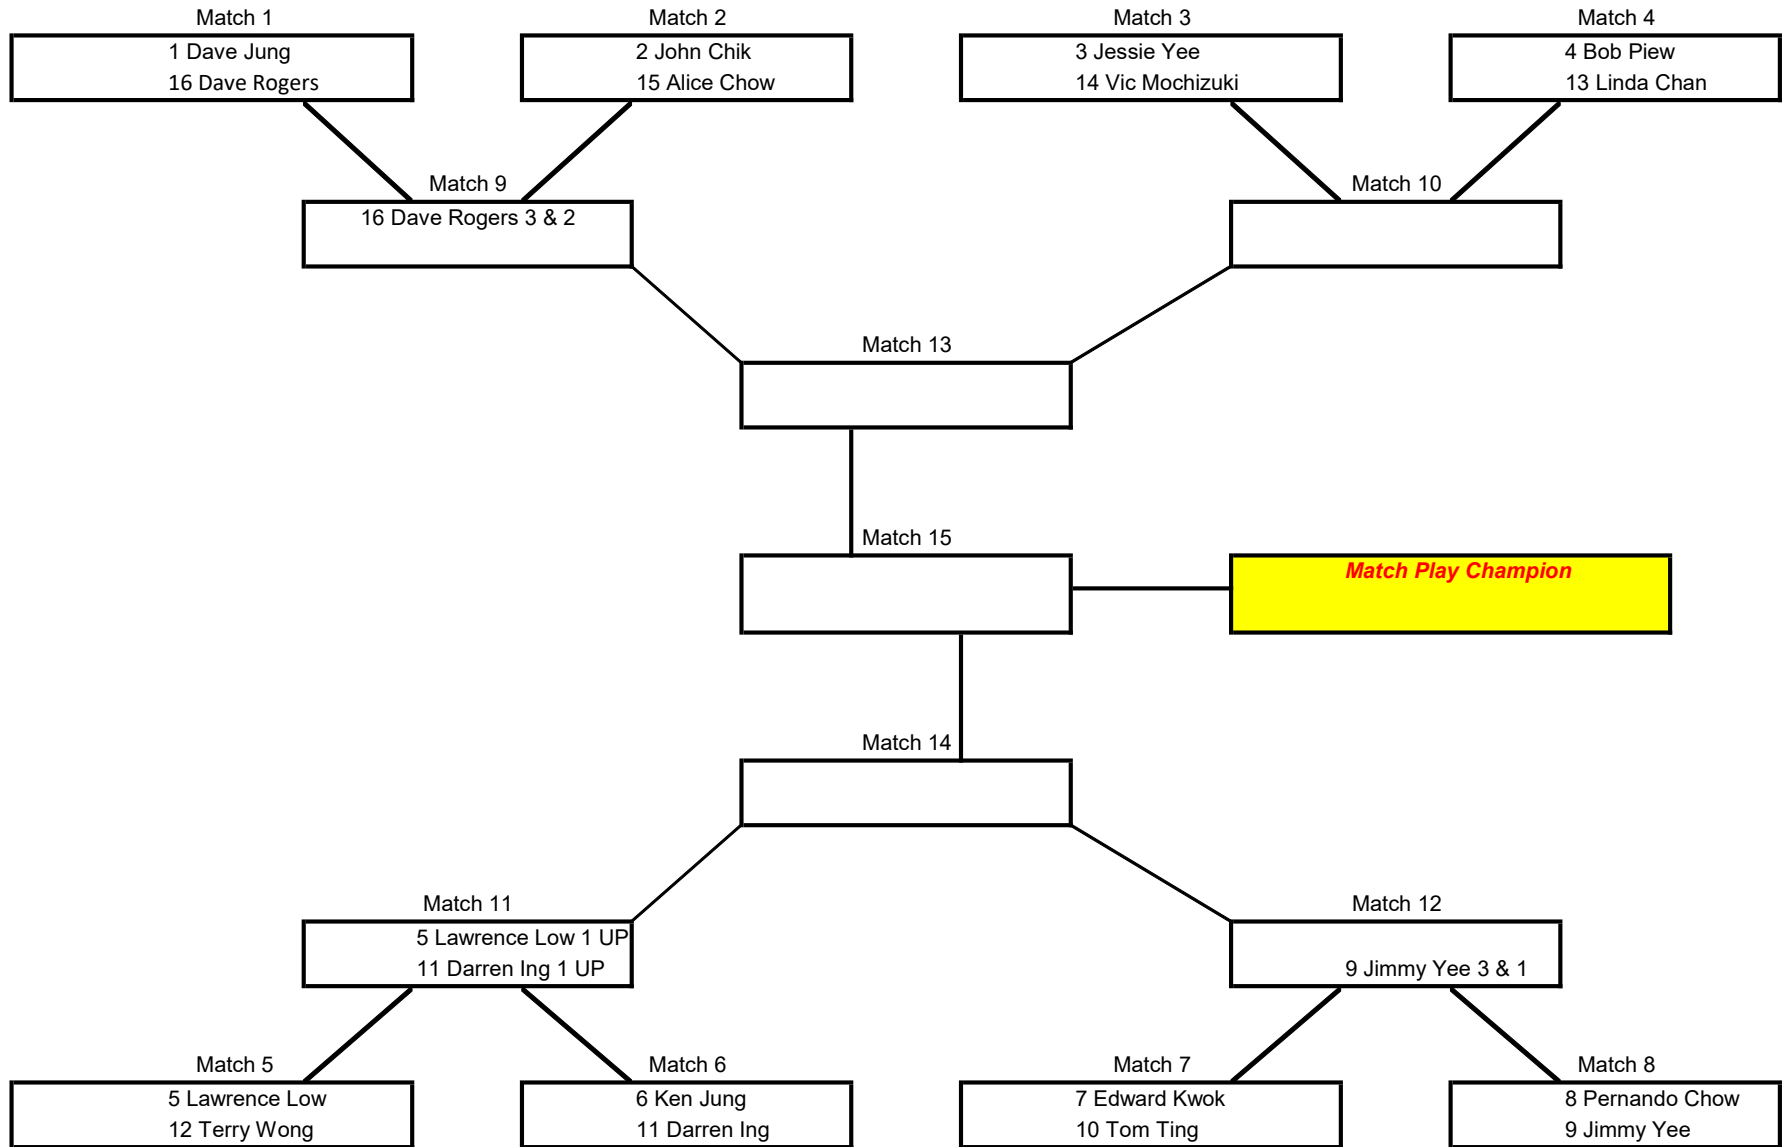 Match 1
Match 2
Match 3
Match 4
1 Dave Jung
16 Dave Rogers
2 John Chik
15 Alice Chow
3 Jessie Yee
14 Vic Mochizuki
4 Bob Piew
13 Linda Chan
Match 9
Match 10
16 Dave Rogers 3 & 2
Match 13
Match 15
Match Play Champion
Match 14
Match 11
Match 12
5 Lawrence Low 1 UP
11 Darren Ing 1 UP
9 Jimmy Yee 3 & 1
Match 5
Match 6
Match 7
Match 8
5 Lawrence Low
12 Terry Wong
6 Ken Jung
11 Darren Ing
7 Edward Kwok
10 Tom Ting
8 Pernando Chow
9 Jimmy Yee